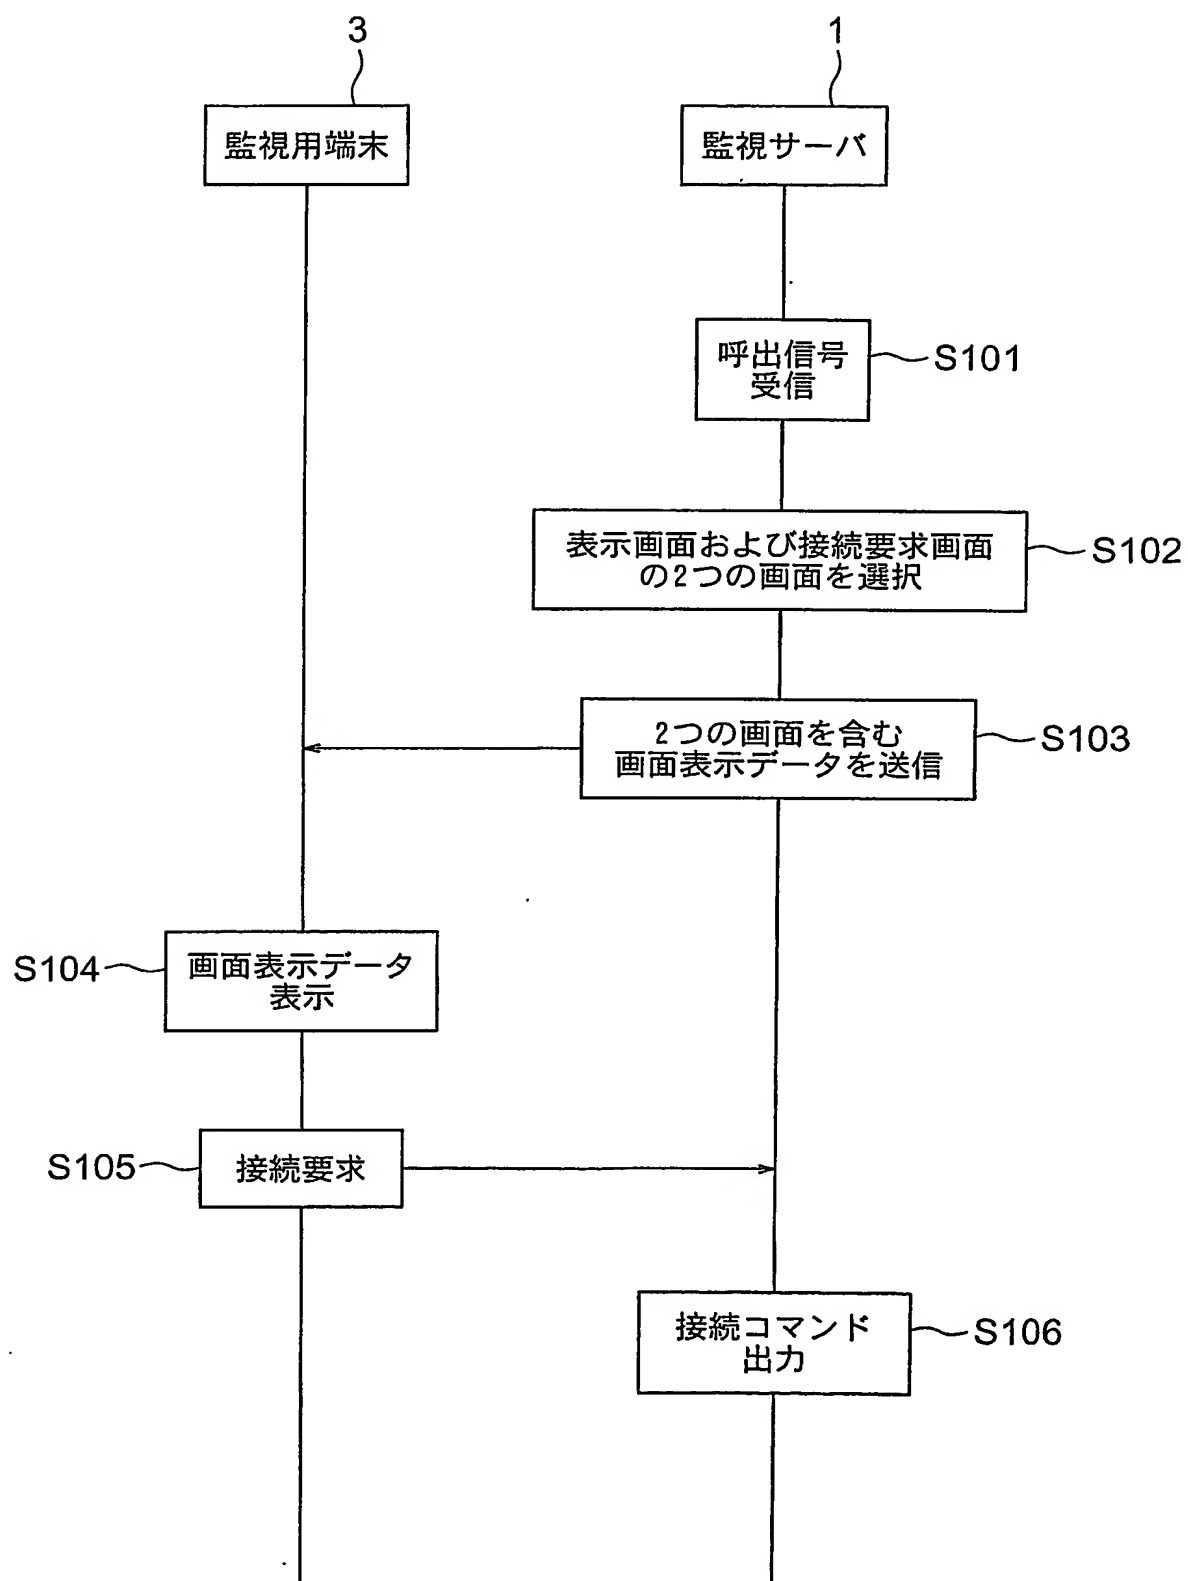 3
1
監視用端末
監視サーバ
呼出信号
受信
S101
表示画面および接続要求画面
の2つの画面を選択
S102
2つの画面を含む
画面表示データを送信
S103
S104
画面表示データ
表示
S105
接続要求
接続コマンド
出力
S106